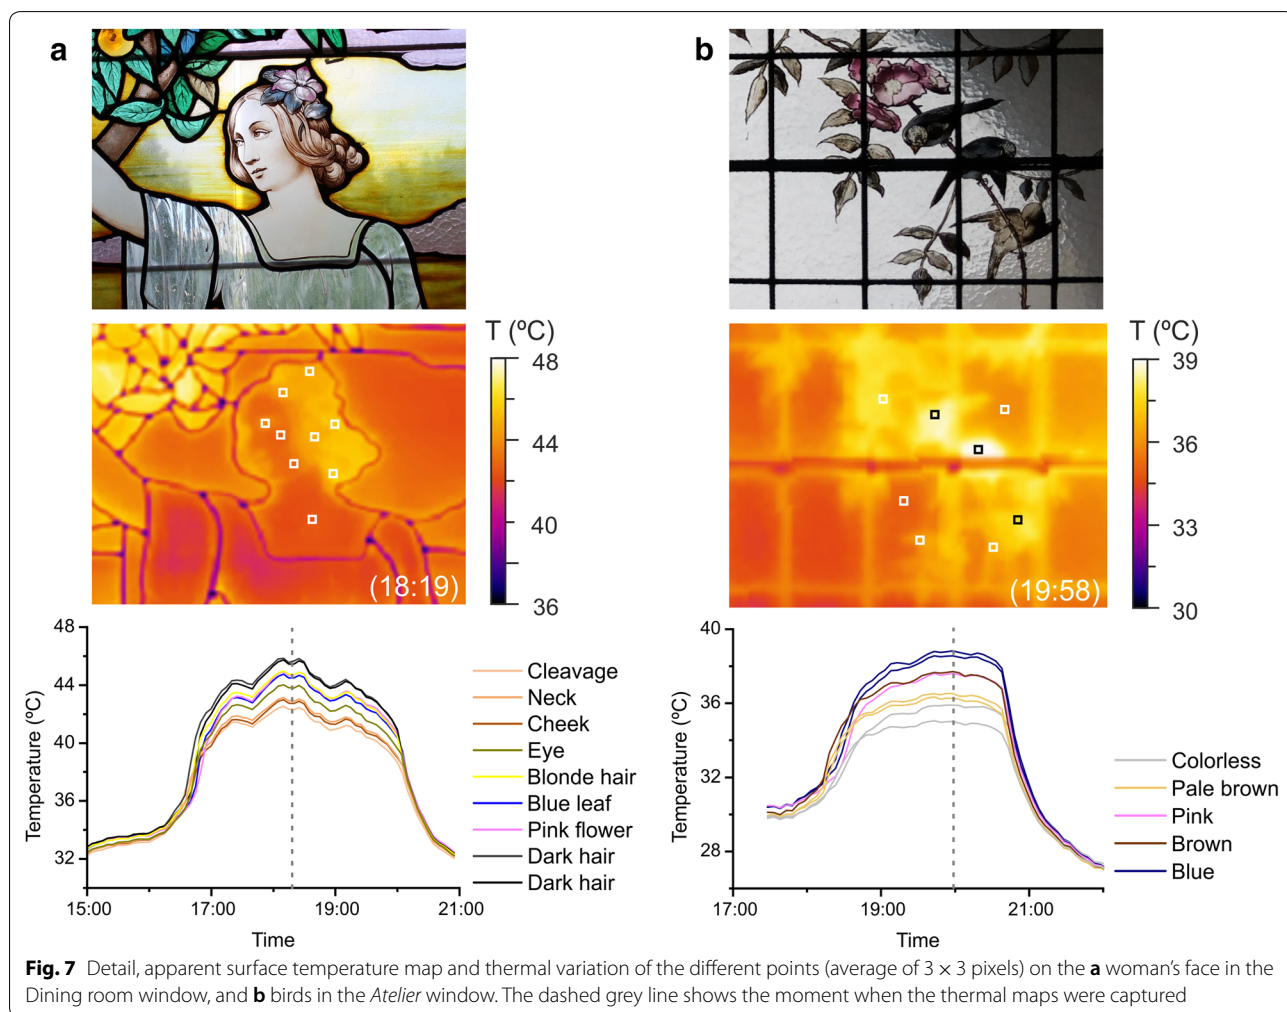 a
b
T (ºC)
48
44
40
36
(18:19)
T (ºC)
39
36
33
30
(19:58)
48
44
40
36
32
Temperature (ºC)
15:00
17:00
19:00
21:00
Time
Cleavage
Neck
Cheek
Eye
Blonde hair
Blue leaf
Pink flower
Dark hair
Dark hair
40
36
32
28
Temperature (ºC)
17:00
19:00
21:00
Time
Colorless
Pale brown
Pink
Brown
Blue
Fig. 7 Detail, apparent surface temperature map and thermal variation of the different points (average of 3 × 3 pixels) on the a woman’s face in the
Dining room window, and b birds in the Atelier window. The dashed grey line shows the moment when the thermal maps were captured